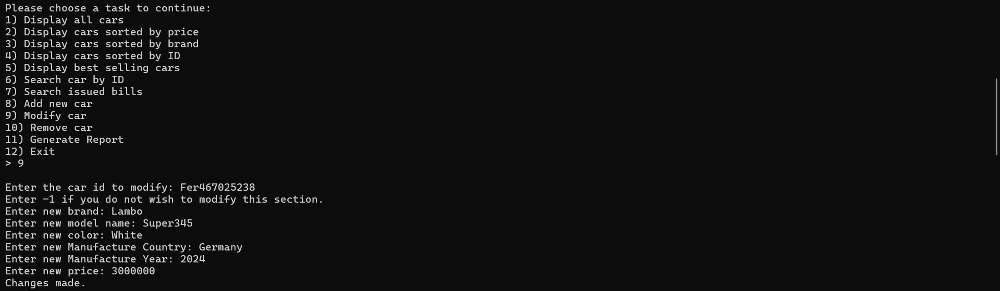 Please choose a task to continue:
1) Display all cars
2) Display cars sorted by price
3) Display cars sorted by brand
4) Display cars sorted by ID
5) Display best selling cars
6) Search car by ID
7) Search issued bills
8) Add new car
9) Modify car
10) Remove car
11) Generate Report
12) Exit
> 9
Enter the car id to modify: Fer467025238
Enter -1 if you do not wish to modify this section.
Enter new brand: Lambo
Enter new model name: Super345
Enter new color: White
Enter new Manufacture Country: Germany
Enter new Manufacture Year: 2024
Enter new price: 3000000
Changes made.